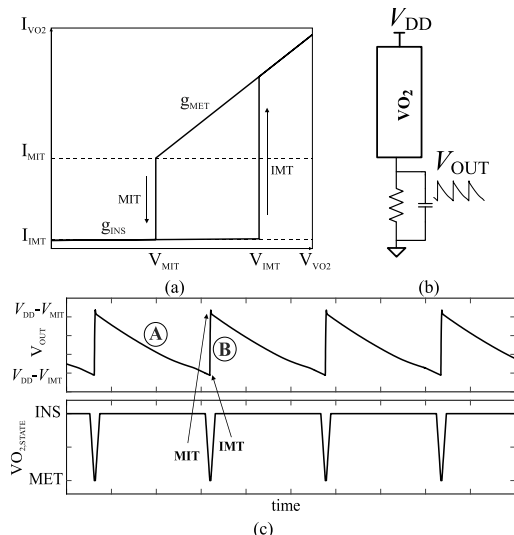 I_VO2
g_MET
I_MIT
MIT
IMT
g_INS
I_IMT
V_MIT
V_IMT
V_VO2
(a)
V_DD
VO₂
V_OUT
(b)
V_DD-V_MIT
V_OUT
V_DD-V_IMT
A
B
MIT
IMT
INS
VO_2,STATE
MET
time
(c)